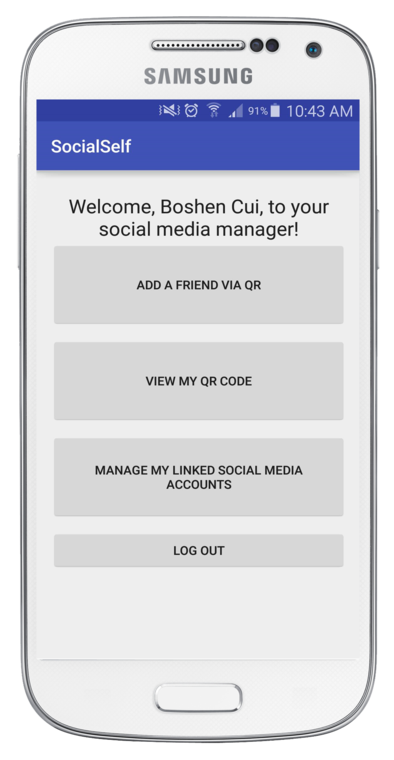 SAMSUNG
91% 10:43 AM
SocialSelf
Welcome, Boshen Cui, to your
social media manager!
ADD A FRIEND VIA QR
VIEW MY QR CODE
MANAGE MY LINKED SOCIAL MEDIA
ACCOUNTS
LOG OUT